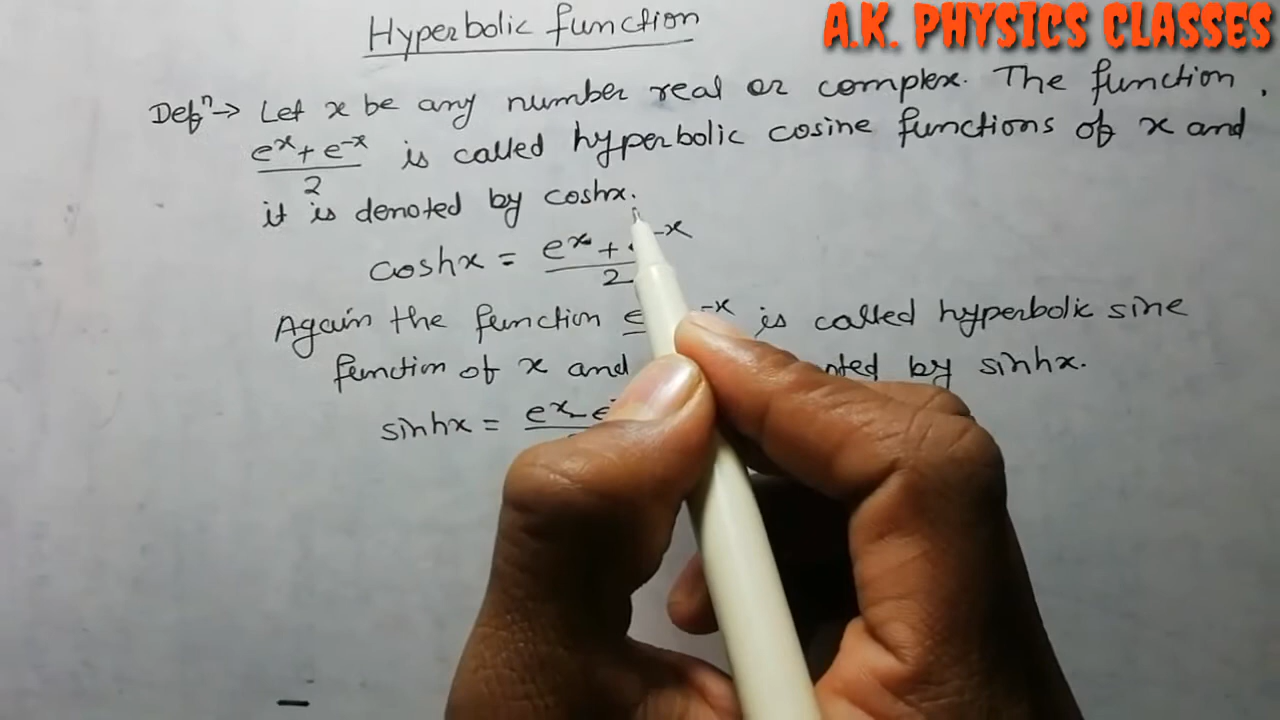 Hyperbolic function
A.K. PHYSICS CLASSES
Defⁿ → Let x be any number real or complex. The function,
e^x + e^-x / 2 is called hyperbolic cosine functions of x and
it is denoted by coshx.
coshx = e^x + -x / 2
Again the function e -x is called hyperbolic sine
function of x and by sinhx.
sinhx = e^x - e